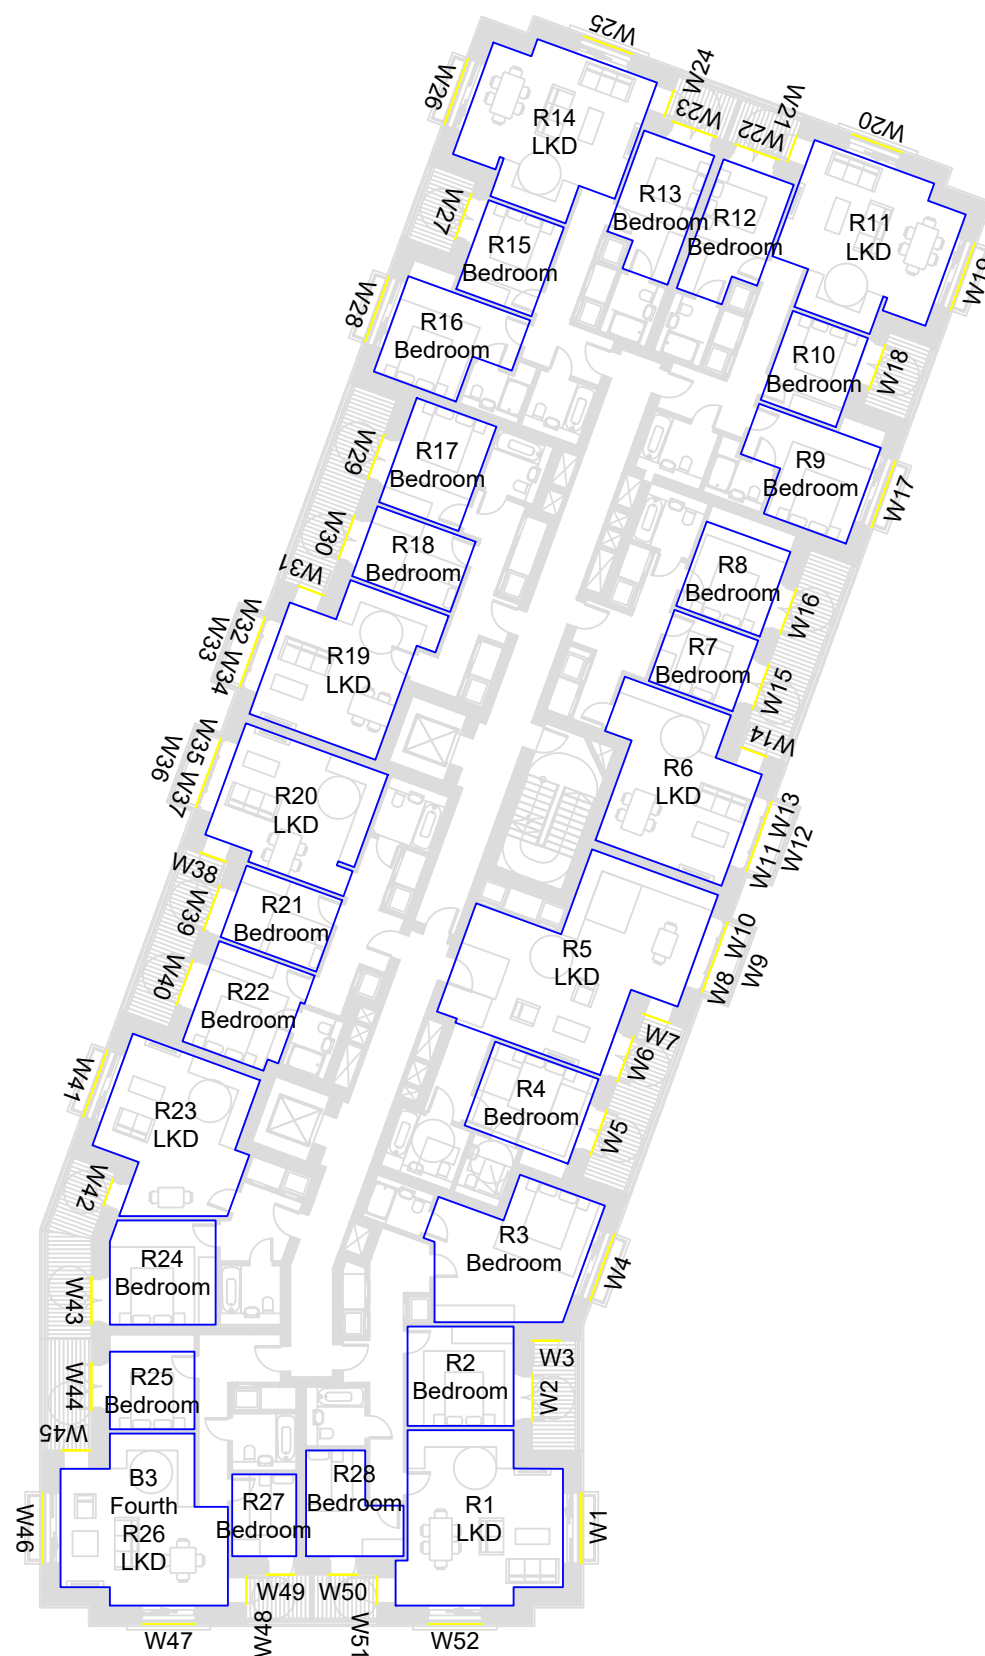 W25
W24
W26
W23
W21
W20
W22
R14
LKD
R13
Bedroom
R12
Bedroom
R11
LKD
W27
R15
Bedroom
W19
W28
R16
Bedroom
R10
Bedroom
W18
W29
R17
Bedroom
R9
Bedroom
W17
W30
R18
Bedroom
R8
Bedroom
W16
W31
W32
W33
W34
R19
LKD
R7
Bedroom
W15
W14
W35
W36
W37
R20
LKD
R6
LKD
W13
W12
W11
W38
W39
R21
Bedroom
R5
LKD
W10
W9
W8
W40
R22
Bedroom
W7
W6
W41
R23
LKD
R4
Bedroom
W5
W42
R3
Bedroom
W4
W43
R24
Bedroom
W44
R25
Bedroom
R2
Bedroom
W3
W2
W45
B3
Fourth
R26
LKD
R27
Bedroom
R28
Bedroom
R1
LKD
W46
W1
W49
W50
W48
W51
W47
W52